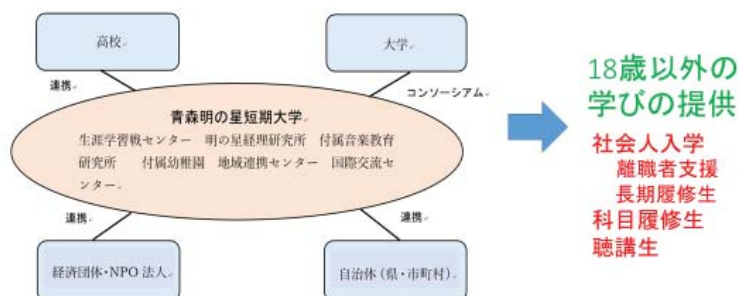 高校
大学
連携
コンソーシアム
青森明の星短期大学
生涯学習戦センター 明の星経理研究所 付属音楽教育
研究所 付属幼稚園 地域連携センター 国際交流セ
ンター
連携
連携
経済団体・NPO 法人
自治体（県・市町村）
18歳以外の
学びの提供
社会人入学
離職者支援
長期履修生
科目履修生
聴講生